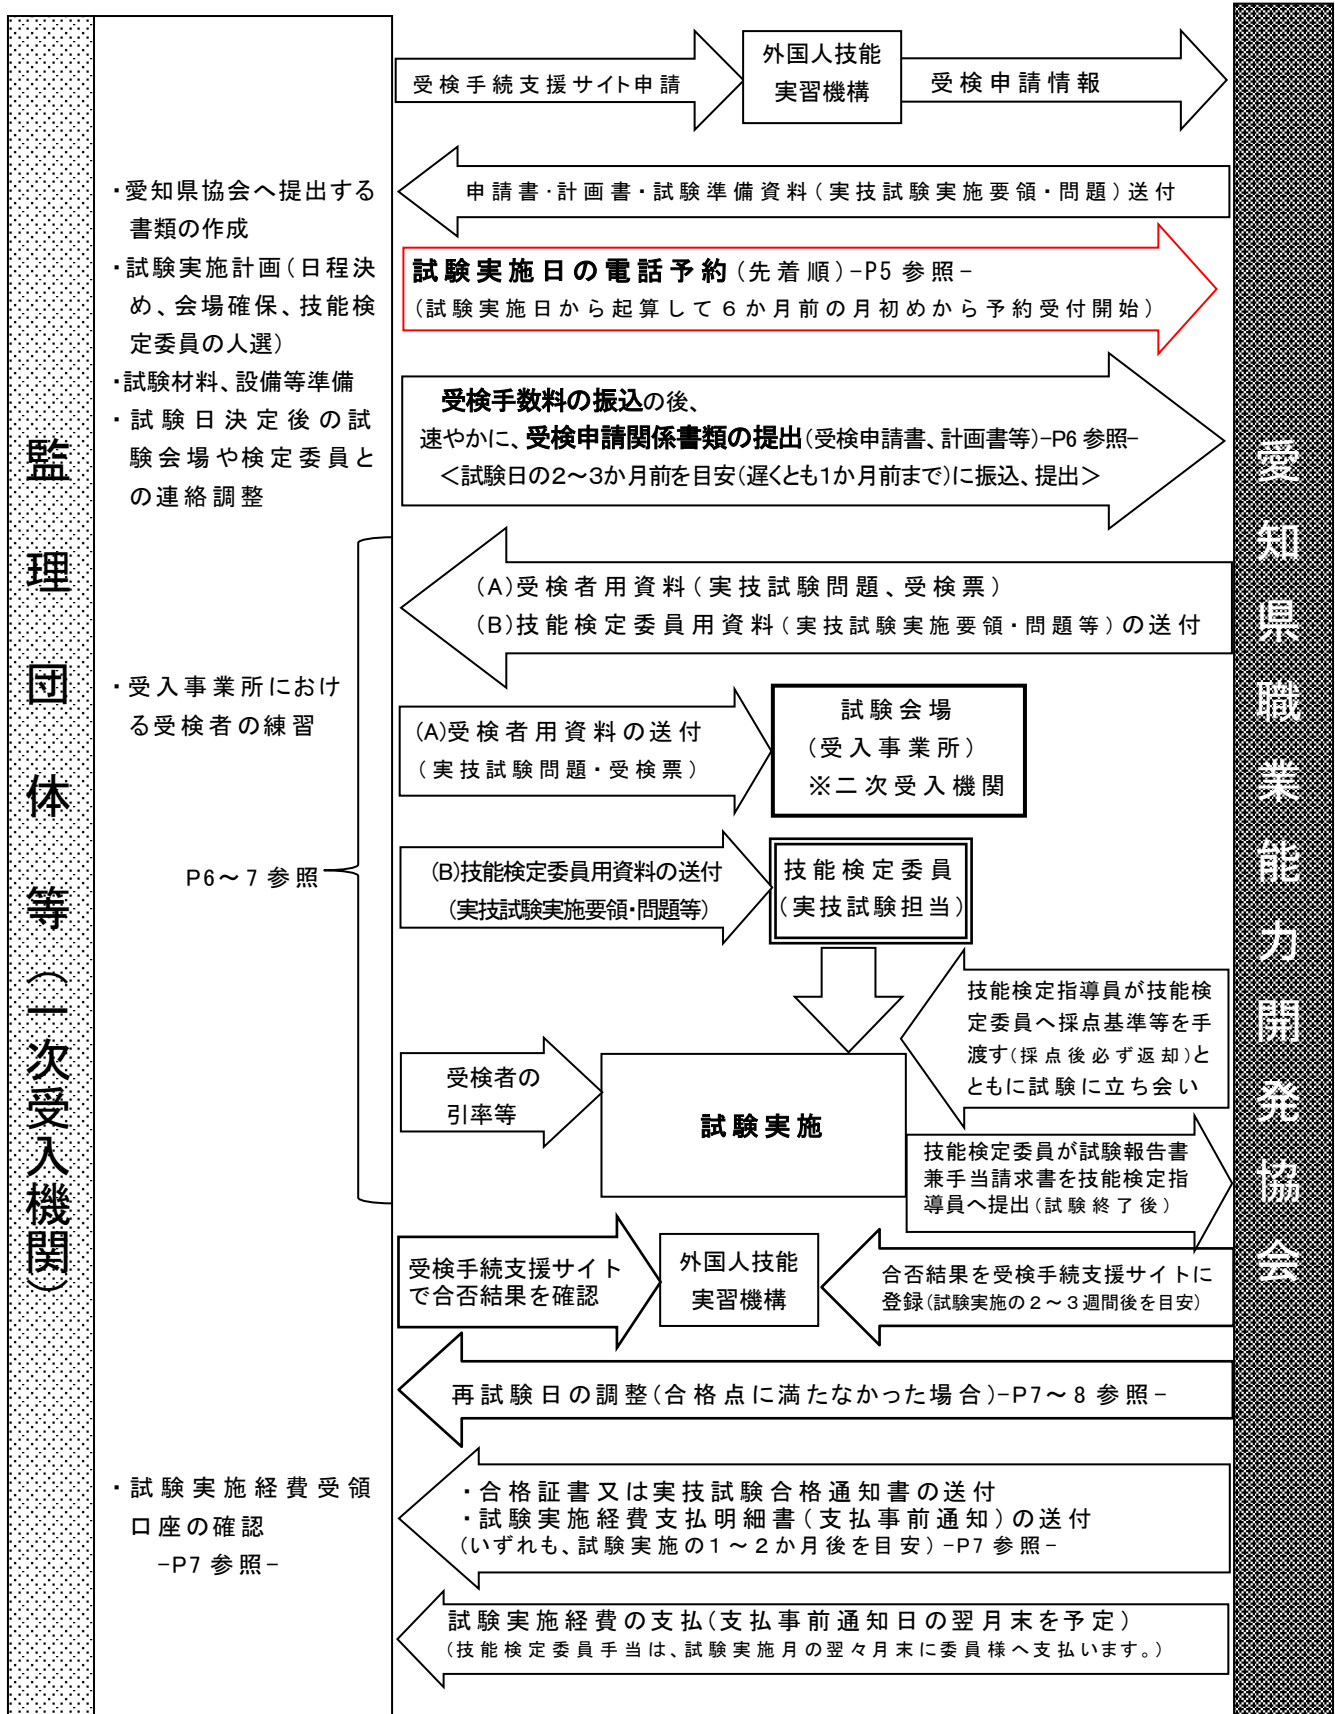 監理団体等（一次受入機関）
愛知県職業能力開発協会
受検手続支援サイト申請
外国人技能
実習機構
受検申請情報
申請書・計画書・試験準備資料（実技試験実施要領・問題）送付
・愛知県協会へ提出する
書類の作成
・試験実施計画（日程決
め、会場確保、技能検
定委員の人選）
・試験材料、設備等準備
・試験日決定後の試
験会場や検定委員と
の連絡調整
試験実施日の電話予約（先着順）-P5 参照-
（試験実施日から起算して６か月前の月初めから予約受付開始）
受検手数料の振込の後、
速やかに、受検申請関係書類の提出（受検申請書、計画書等）-P6 参照-
＜試験日の２～３か月前を目安（遅くとも１か月前まで）に振込、提出＞
(A)受検者用資料（実技試験問題、受検票）
(B)技能検定委員用資料（実技試験実施要領・問題等）の送付
・受入事業所におけ
る受検者の練習
(A)受検者用資料の送付
（実技試験問題・受検票）
試験会場
（受入事業所）
※二次受入機関
P6～7 参照
(B)技能検定委員用資料の送付
（実技試験実施要領・問題等）
技能検定委員
（実技試験担当）
技能検定指導員が技能検
定委員へ採点基準等を手
渡す（採点後必ず返却）と
ともに試験に立ち会い
受検者の
引率等
試験実施
技能検定委員が試験報告書
兼手当請求書を技能検定指
導員へ提出（試験終了後）
受検手続支援サイト
で合否結果を確認
外国人技能
実習機構
合否結果を受検手続支援サイトに
登録（試験実施の２～３週間後を目安）
再試験日の調整（合格点に満たなかった場合）-P7～8 参照-
・試験実施経費受領
口座の確認
-P7 参照-
・合格証書又は実技試験合格通知書の送付
・試験実施経費支払明細書（支払事前通知）の送付
（いずれも、試験実施の１～２か月後を目安）-P7 参照-
試験実施経費の支払（支払事前通知日の翌月末を予定）
（技能検定委員手当は、試験実施月の翌々月末に委員様へ支払います。）